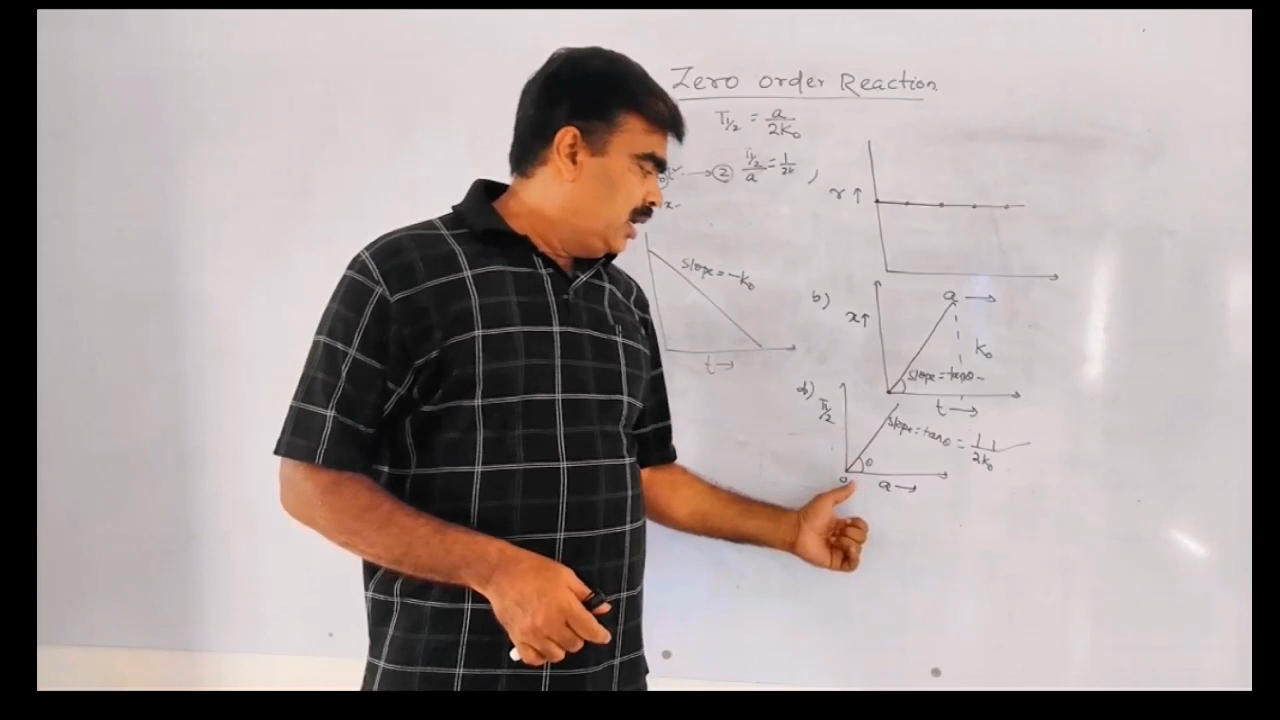 Zero order Reaction
T1/2 = a/2K₀
→ ② T1/2/a = 1/2k ,
r ↑
slope = -k₀
t →
b)
x↑
a →
K₀
slope = tanθ -
t →
d)
T1/2
slope = tanθ = 1/2k₀
θ
o
a →